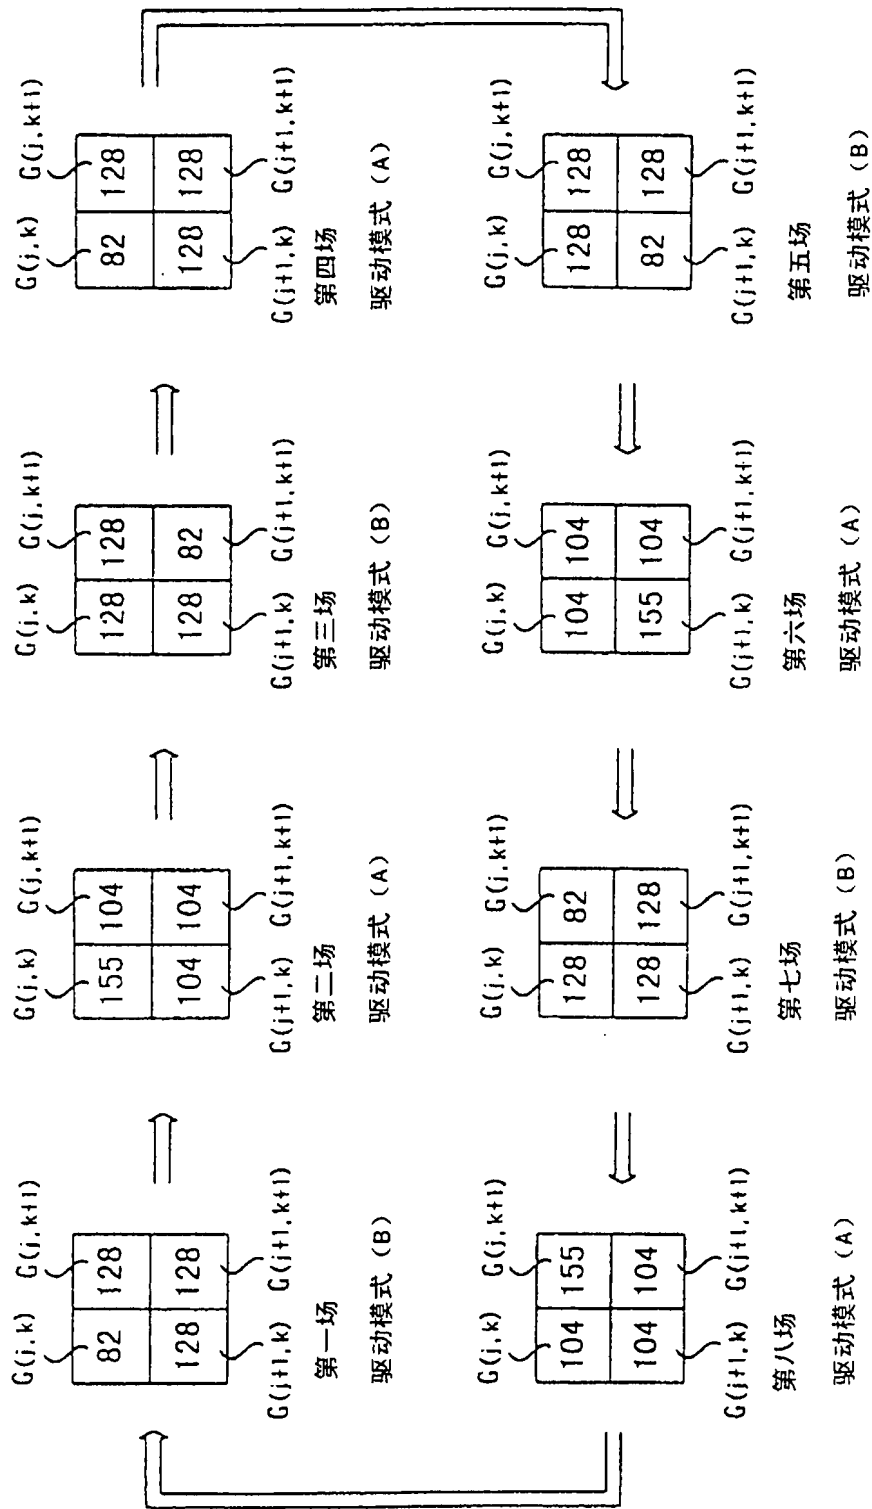 G(j,k) G(j,k+1)
82 128
128 128
G(j+1,k) G(j+1,k+1)
第一场
驱动模式 (B)
G(j,k) G(j,k+1)
155 104
104 104
G(j+1,k) G(j+1,k+1)
第二场
驱动模式 (A)
G(j,k) G(j,k+1)
128 128
128 82
G(j+1,k) G(j+1,k+1)
第三场
驱动模式 (B)
G(j,k) G(j,k+1)
82 128
128 128
G(j+1,k) G(j+1,k+1)
第四场
驱动模式 (A)
G(j,k) G(j,k+1)
104 155
104 104
G(j+1,k) G(j+1,k+1)
第八场
驱动模式 (A)
G(j,k) G(j,k+1)
128 82
128 128
G(j+1,k) G(j+1,k+1)
第七场
驱动模式 (B)
G(j,k) G(j,k+1)
104 104
155 104
G(j+1,k) G(j+1,k+1)
第六场
驱动模式 (A)
G(j,k) G(j,k+1)
128 128
82 128
G(j+1,k) G(j+1,k+1)
第五场
驱动模式 (B)